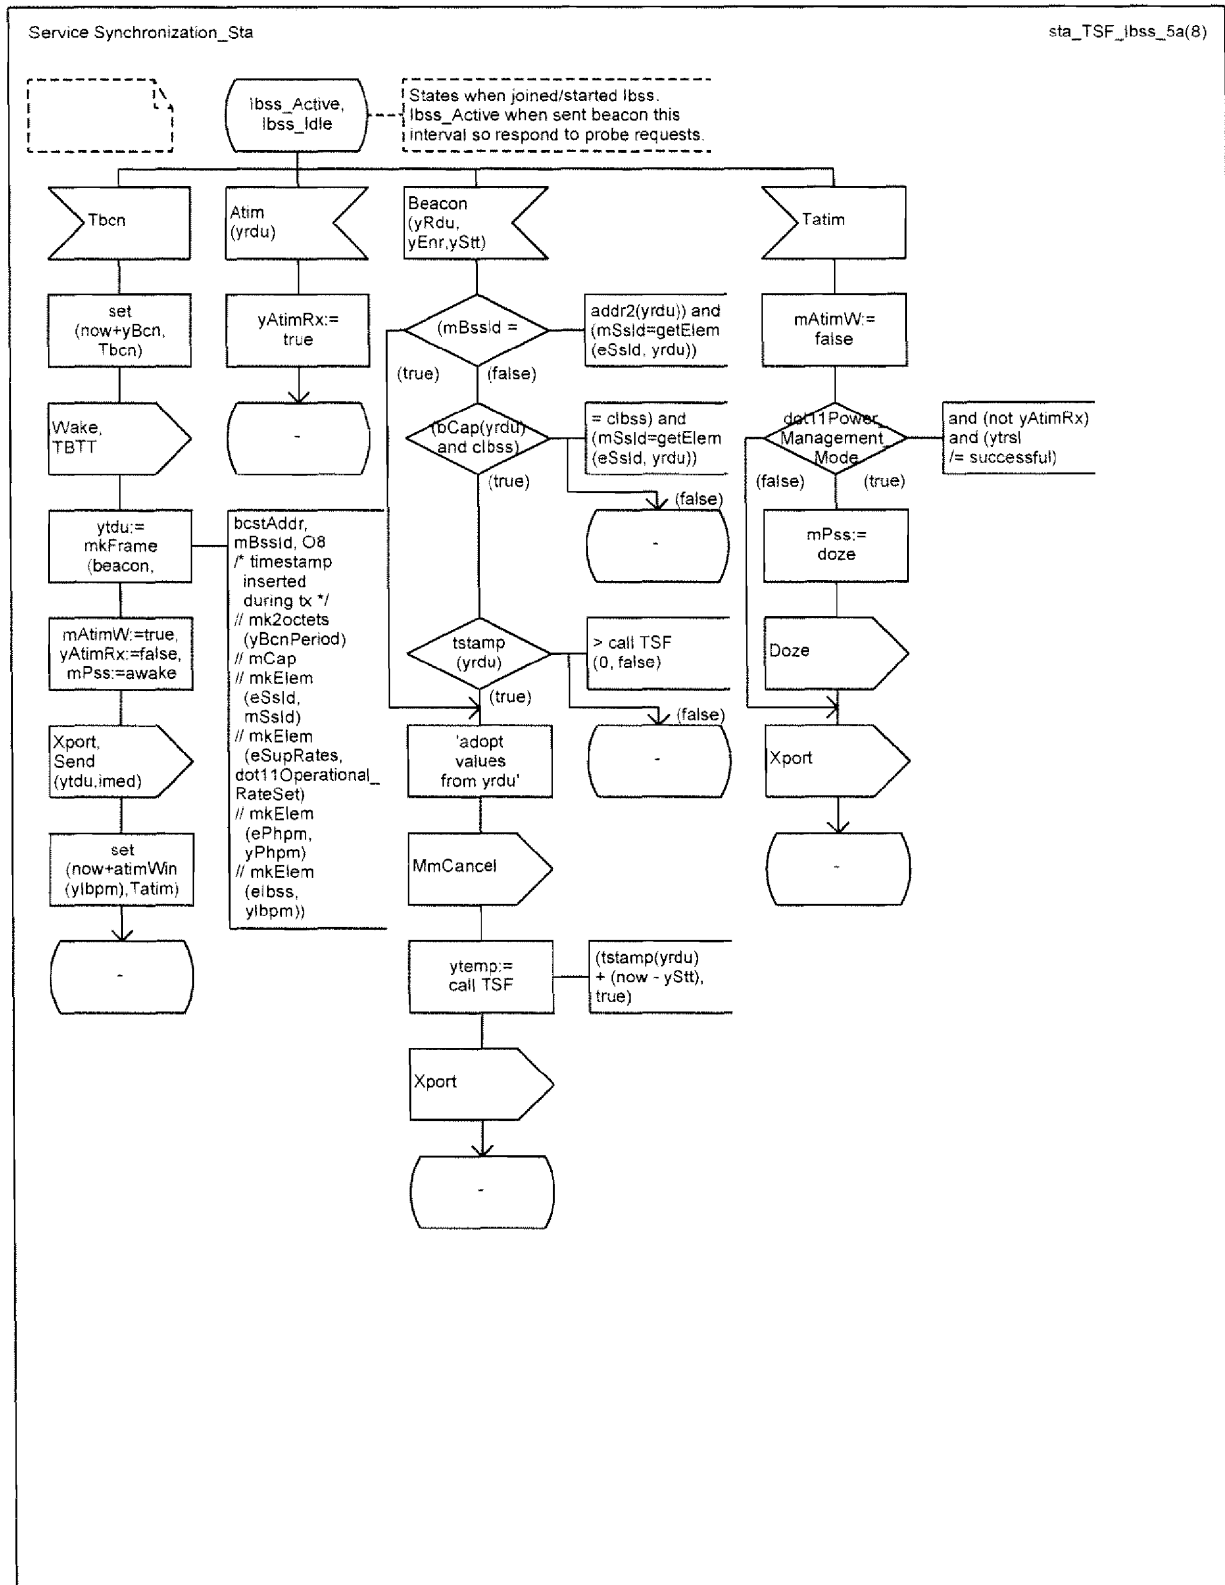 Service Synchronization_Sta
sta_TSF_Ibss_5a(8)
Ibss_Active,
Ibss_Idle
States when joined/started Ibss.
Ibss_Active when sent beacon this
interval so respond to probe requests.
Tbcn
set
(now+yBcn,
Tbcn)
Wake,
TBTT
ytdu:=
mkFrame
(beacon,
bcstAddr,
mBssId, O8
/* timestamp
inserted
during tx */
// mk2octets
(yBcnPeriod)
// mCap
// mkElem
(eSsId,
mSsId)
// mkElem
(eSupRates,
dot11Operational_
RateSet)
// mkElem
(ePhpm,
yPhpm)
// mkElem
(eIbss,
yIbpm))
mAtimW:=true,
yAtimRx:=false,
mPss:=awake
Xport,
Send
(ytdu,imed)
set
(now+atimWin
(yIbpm),Tatim)
-
Atim
(yrdu)
yAtimRx:=
true
-
Beacon
(yRdu,
yEnr,yStt)
(mBssId =
addr2(yrdu)) and
(mSsId=getElem
(eSsId, yrdu))
(true)
(false)
(bCap(yrdu)
and cIbss)
= cIbss) and
(mSsId=getElem
(eSsId, yrdu))
(true)
(false)
-
tstamp
(yrdu)
> call TSF
(0, false)
(true)
(false)
-
'adopt
values
from yrdu'
MmCancel
ytemp:=
call TSF
(tstamp(yrdu)
+ (now - yStt),
true)
Xport
-
Tatim
mAtimW:=
false
dot11Power_
Management_
Mode
and (not yAtimRx)
and (ytrsl
/= successful)
(false)
(true)
mPss:=
doze
Doze
Xport
-